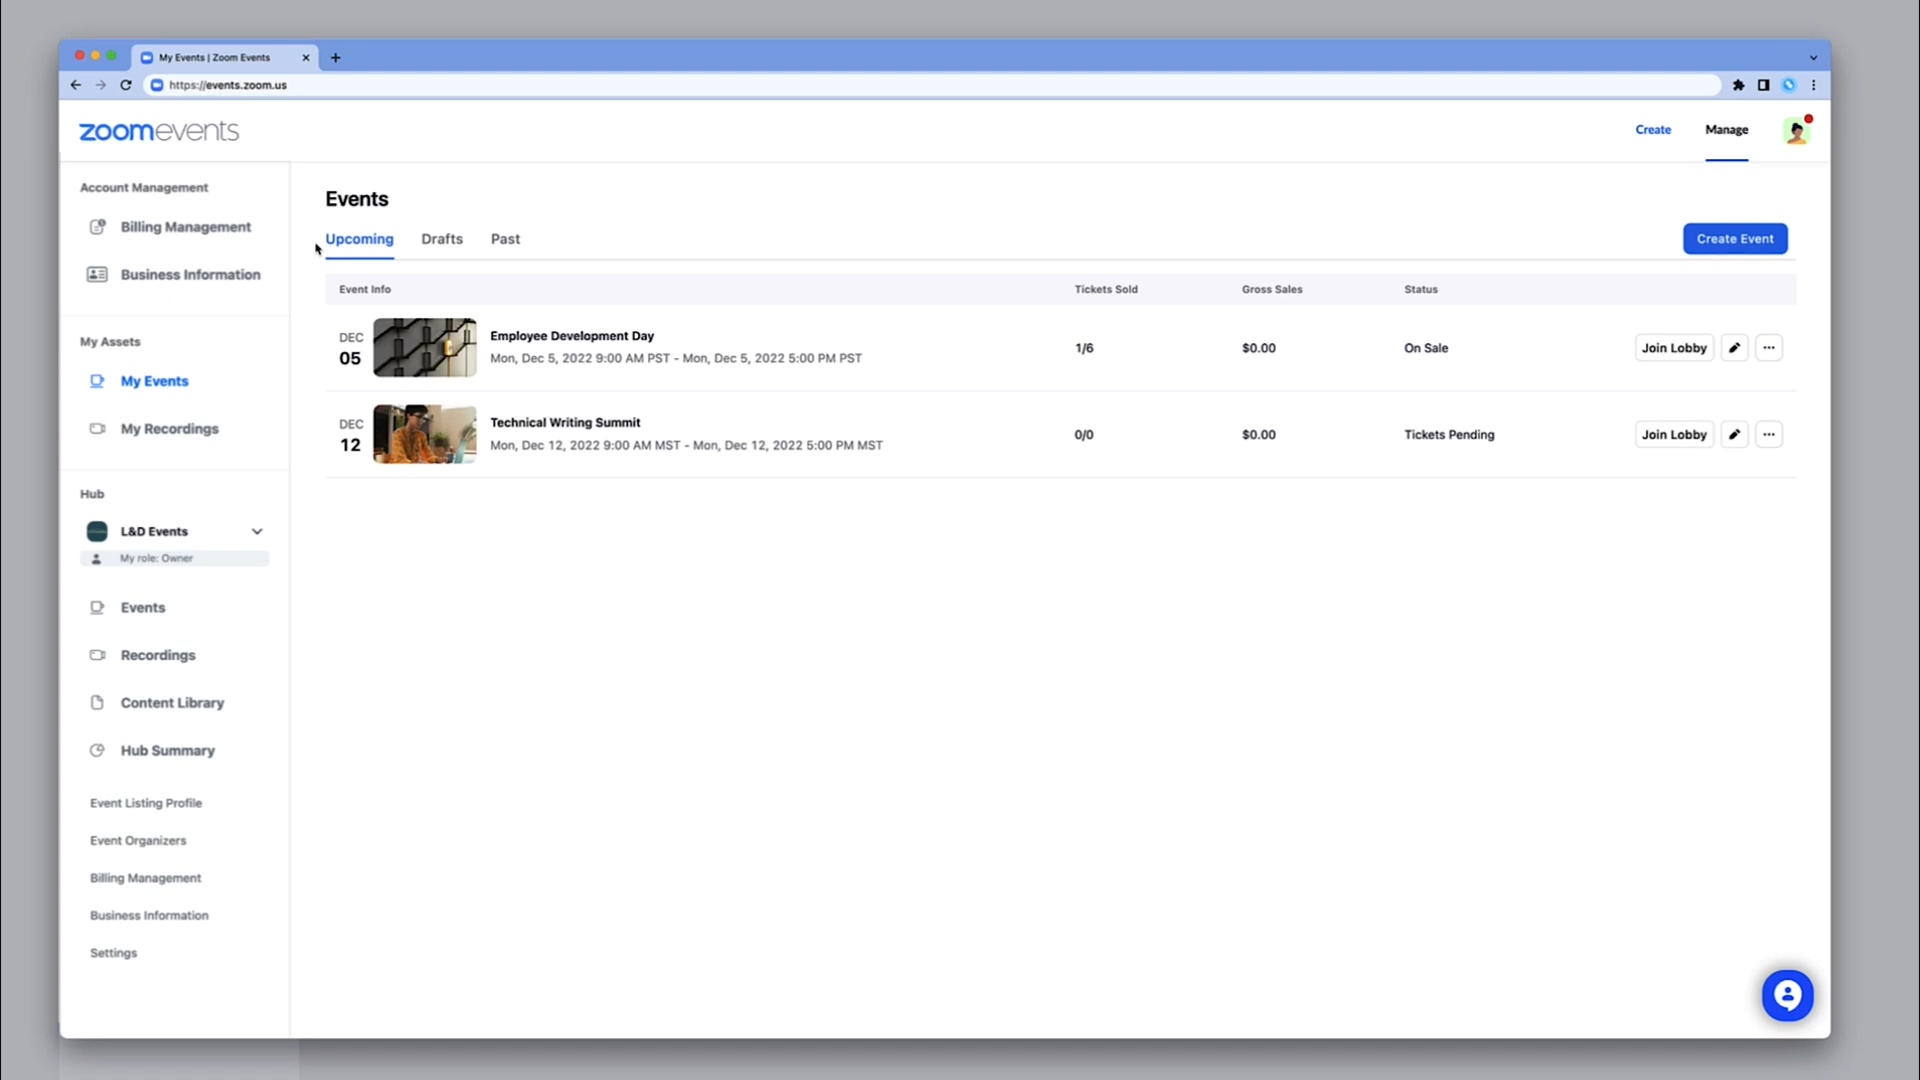 My Events | Zoom Events
https://events.zoom.us
zoomevents
Create
Manage
Account Management
Billing Management
Business Information
My Assets
My Events
My Recordings
Hub
L&D Events
My role: Owner
Events
Recordings
Content Library
Hub Summary
Event Listing Profile
Event Organizers
Billing Management
Business Information
Settings
Events
Upcoming Drafts Past
Create Event
Event Info Tickets Sold Gross Sales Status
DEC
05
Employee Development Day
Mon, Dec 5, 2022 9:00 AM PST - Mon, Dec 5, 2022 5:00 PM PST
1/6 $0.00 On Sale Join Lobby
DEC
12
Technical Writing Summit
Mon, Dec 12, 2022 9:00 AM MST - Mon, Dec 12, 2022 5:00 PM MST
0/0 $0.00 Tickets Pending Join Lobby